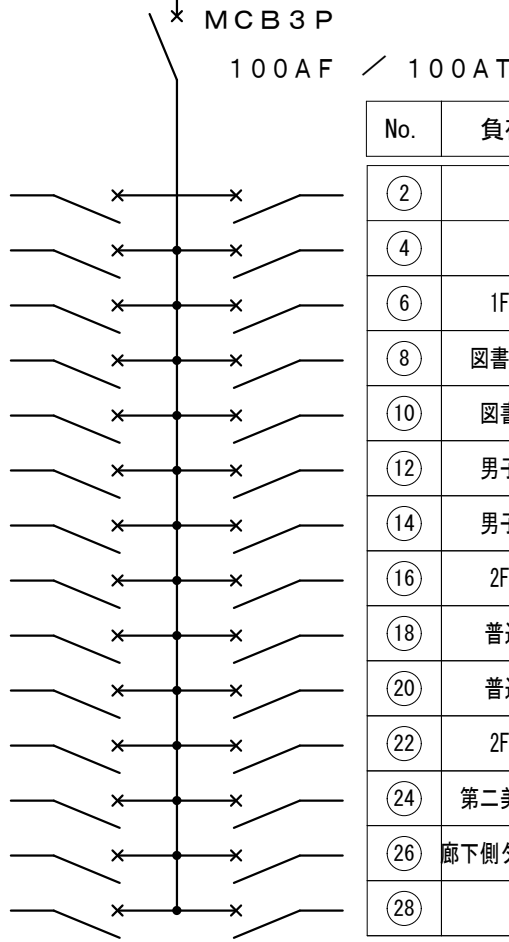 MCB3P
100AF / 100AT
No. 負
②
④
⑥ 1F
⑧ 図書
⑩ 図書
⑫ 男子
⑭ 男子
⑯ 2F
⑱ 普通
⑳ 普通
㉒ 2F
㉔ 第二美
㉖ 廊下側
㉘